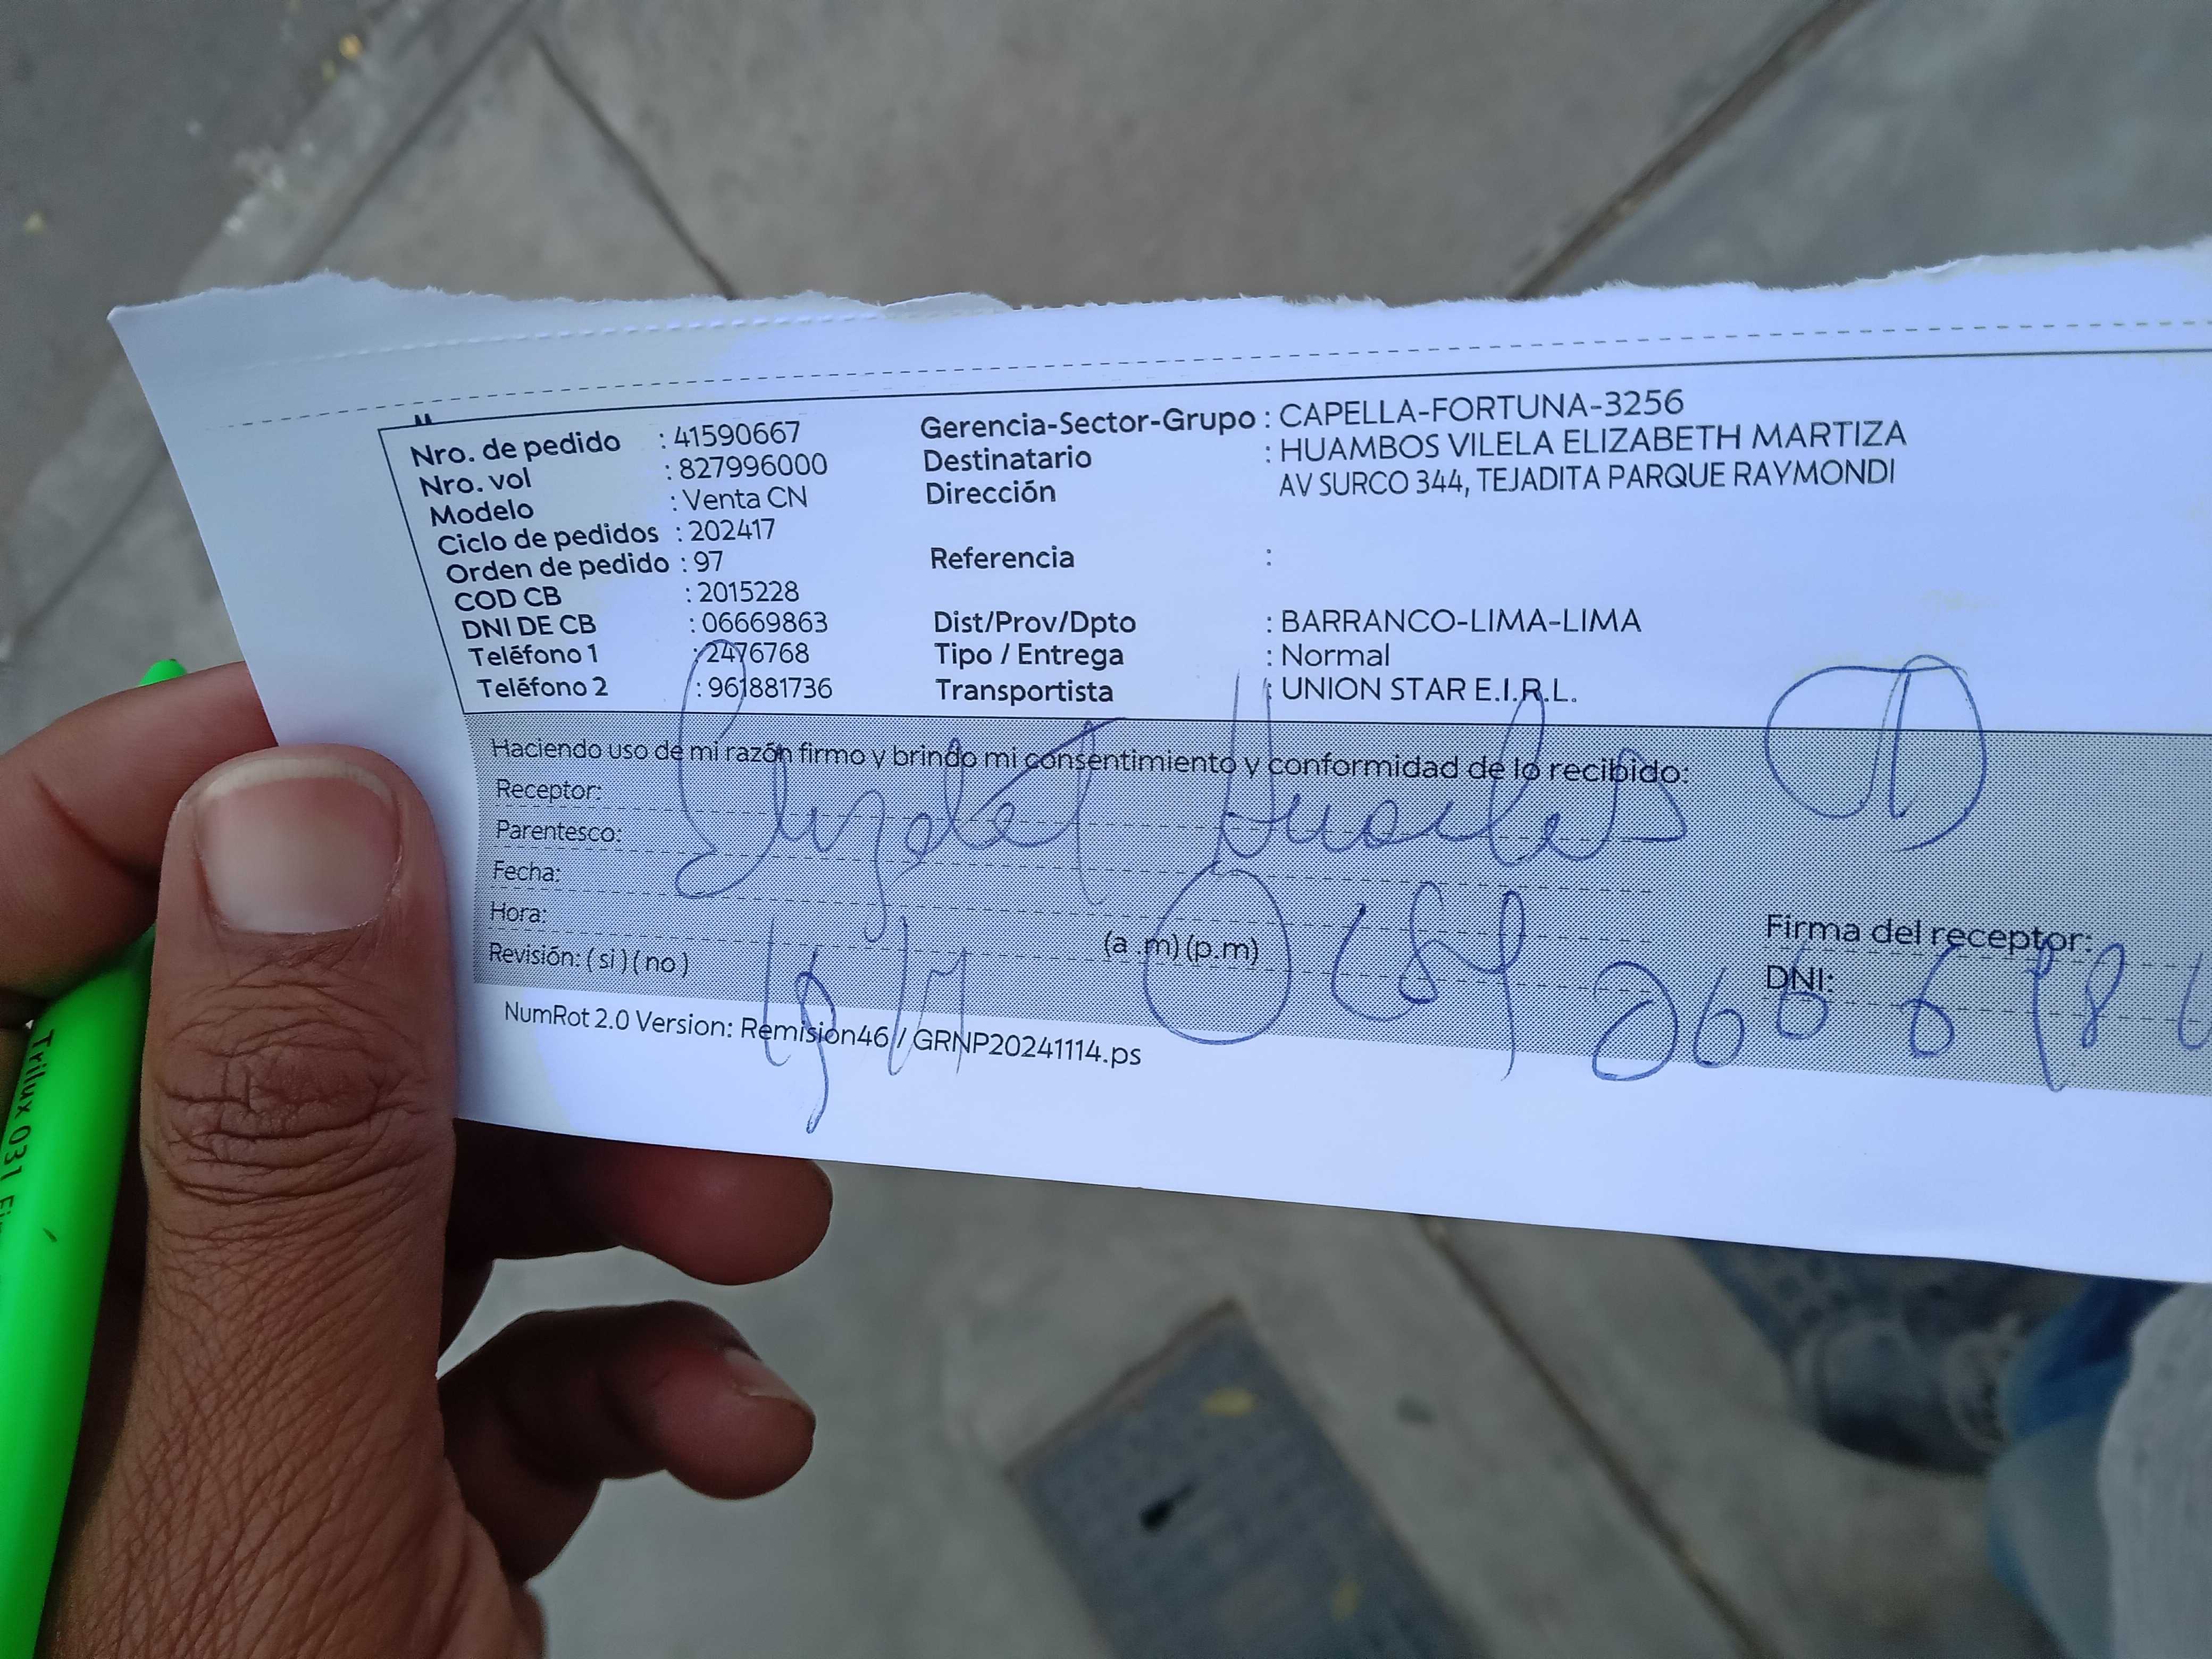 Nro. de pedido : 41590667
Nro. vol : 827996000
Modelo : Venta CN
Ciclo de pedidos : 202417
Orden de pedido : 97
COD CB : 2015228
DNI DE CB : 06669863
Teléfono 1 : 2476768
Teléfono 2 : 961881736
Gerencia-Sector-Grupo : CAPELLA-FORTUNA-3256
Destinatario : HUAMBOS VILELA ELIZABETH MARTIZA
Dirección AV SURCO 344, TEJADITA PARQUE RAYMONDI
Referencia :
Dist/Prov/Dpto : BARRANCO-LIMA-LIMA
Tipo / Entrega : Normal
Transportista : UNION STAR E.I.R.L.
Haciendo uso de mi razón firmo y brindo mi consentimiento y conformidad de lo recibido:
Receptor:
Parentesco:
Fecha:
Hora: (a .m) (p.m)
Revisión: ( si ) ( no )
Firma del receptor:
DNI:
NumRot 2.0 Version: Remision46 / GRNP20241114.ps
Trilux 031